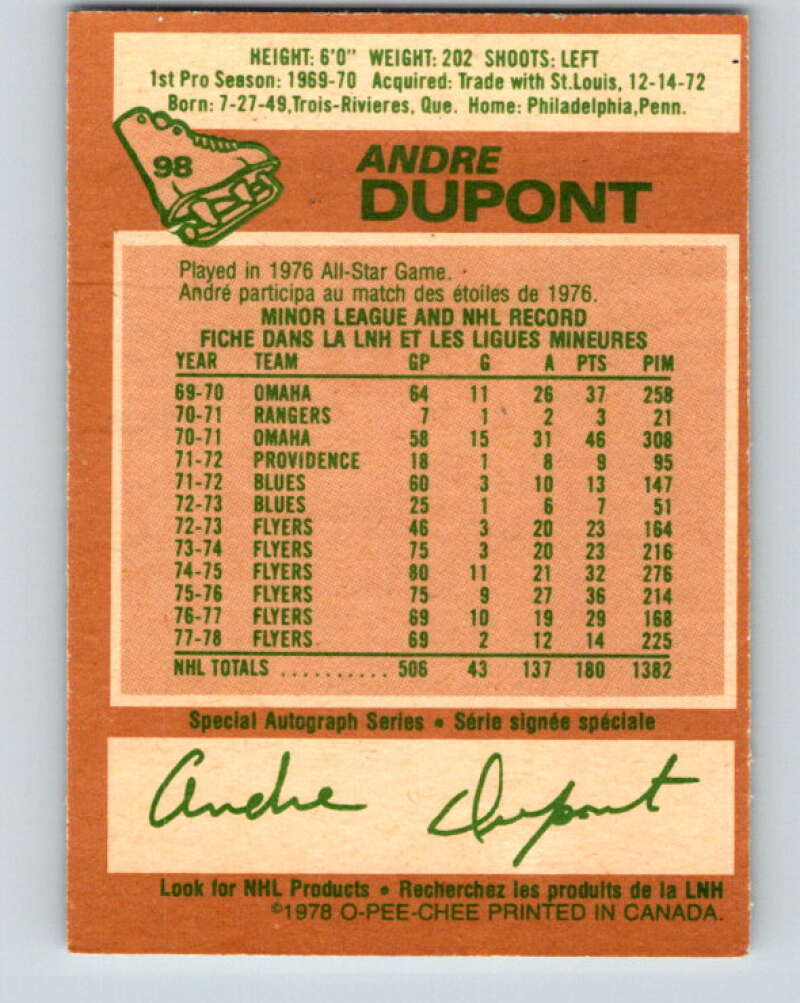 HEIGHT: 6'0" WEIGHT: 202 SHOOTS: LEFT
1st Pro Season: 1969-70 Acquired: Trade with St.Louis, 12-14-72
Born: 7-27-49,Trois-Rivieres, Que. Home: Philadelphia,Penn.
98
ANDRE
DUPONT
Played in 1976 All-Star Game.
André participa au match des étoiles de 1976.
MINOR LEAGUE AND NHL RECORD
FICHE DANS LA LNH ET LES LIGUES MINEURES
YEAR TEAM GP G A PTS PIM
69-70 OMAHA 64 11 26 37 258
70-71 RANGERS 7 1 2 3 21
70-71 OMAHA 58 15 31 46 308
71-72 PROVIDENCE 18 1 8 9 95
71-72 BLUES 60 3 10 13 147
72-73 BLUES 25 1 6 7 51
72-73 FLYERS 46 3 20 23 164
73-74 FLYERS 75 3 20 23 216
74-75 FLYERS 80 11 21 32 276
75-76 FLYERS 75 9 27 36 214
76-77 FLYERS 69 10 19 29 168
77-78 FLYERS 69 2 12 14 225
NHL TOTALS .......... 506 43 137 180 1382
Special Autograph Series • Série signée spéciale
Andre Dupont
Look for NHL Products • Recherchez les produits de la LNH
©1978 O-PEE-CHEE PRINTED IN CANADA.